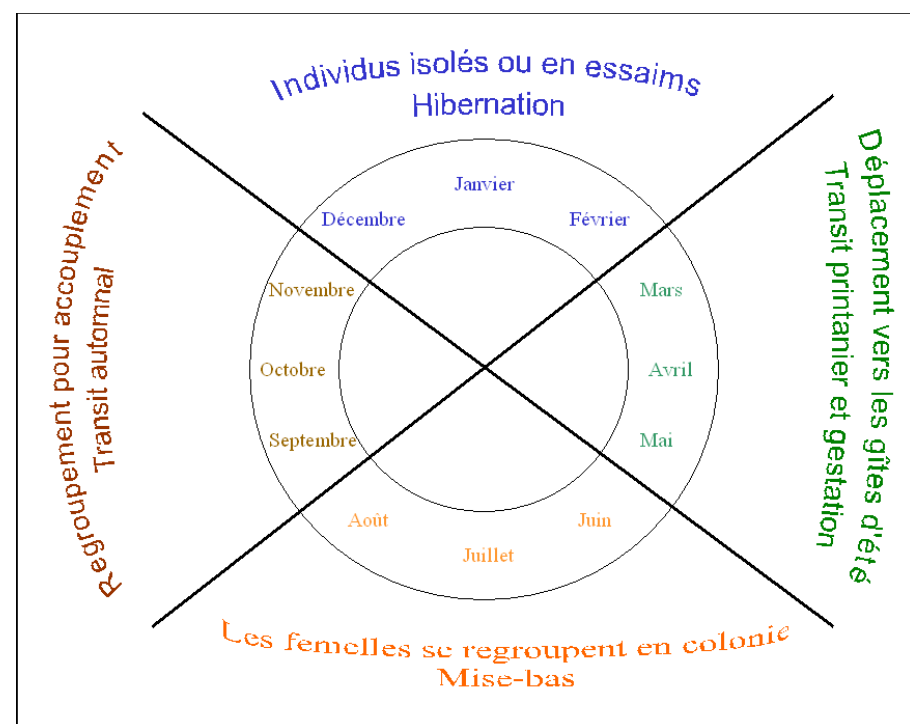 Individus isolés ou en essaims
Hibernation
Déplacement vers les gîtes d'été
Transit printanier et gestation
Regroupement pour accouplement
Transit automnal
Janvier
Décembre
Février
Novembre
Mars
Octobre
Avril
Septembre
Mai
Août
Juin
Juillet
Les femelles se regroupent en colonie
Mise-bas